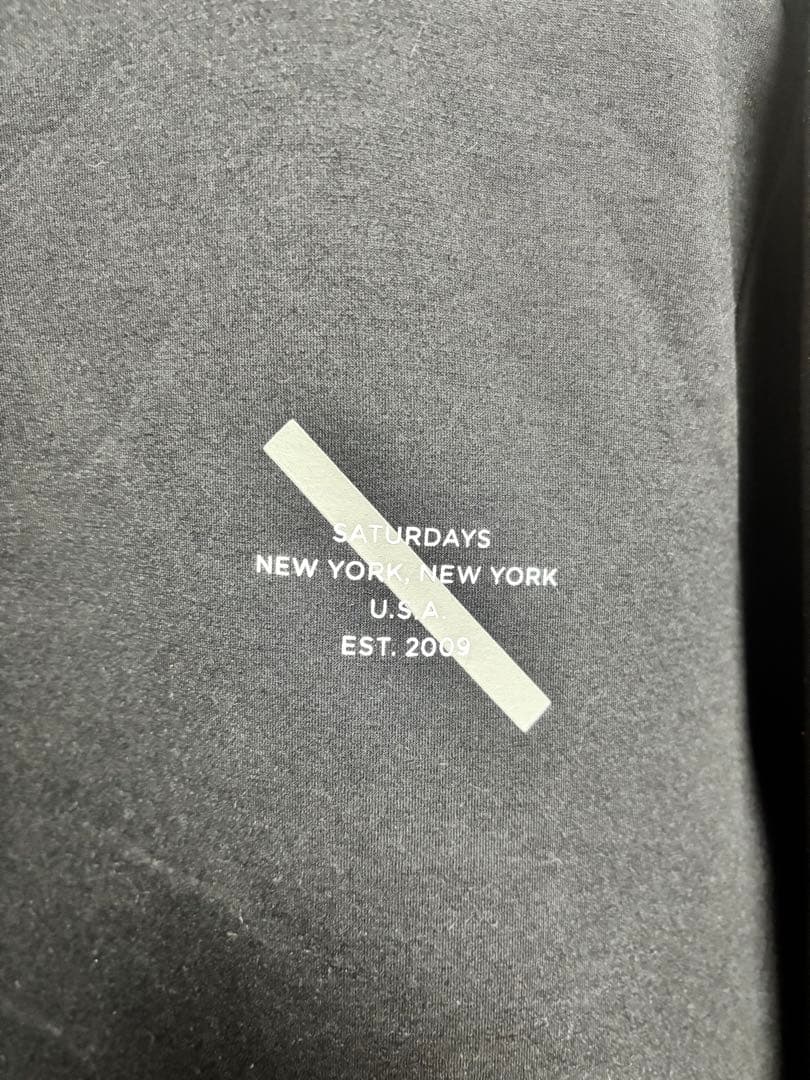 SATURDAYS
NEW YORK, NEW YORK
U.S.A.
EST. 2009